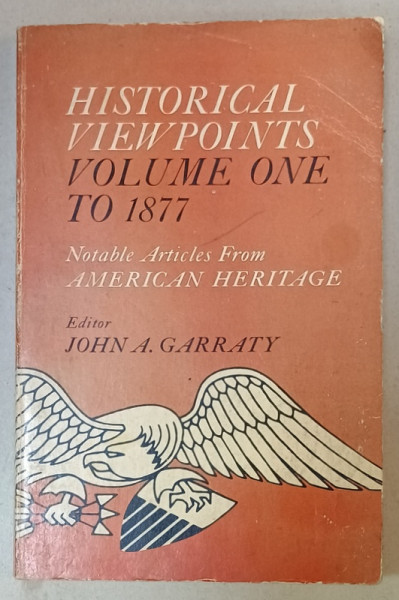 HISTORICAL
VIEWPOINTS
VOLUME ONE
TO 1877
Notable Articles From
AMERICAN HERITAGE
Editor
JOHN A. GARRATY